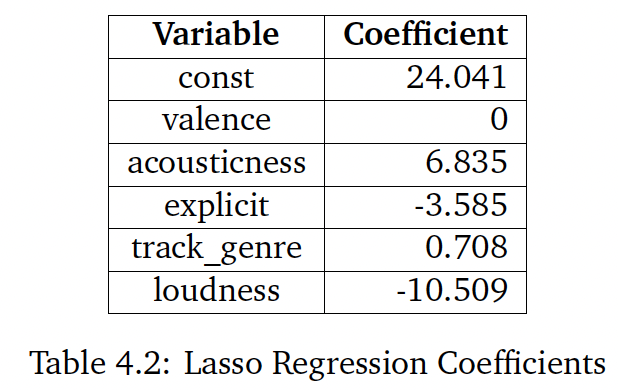 Variable Coefficient
const 24.041
valence 0
acousticness 6.835
explicit -3.585
track_genre 0.708
loudness -10.509
Table 4.2: Lasso Regression Coefficients